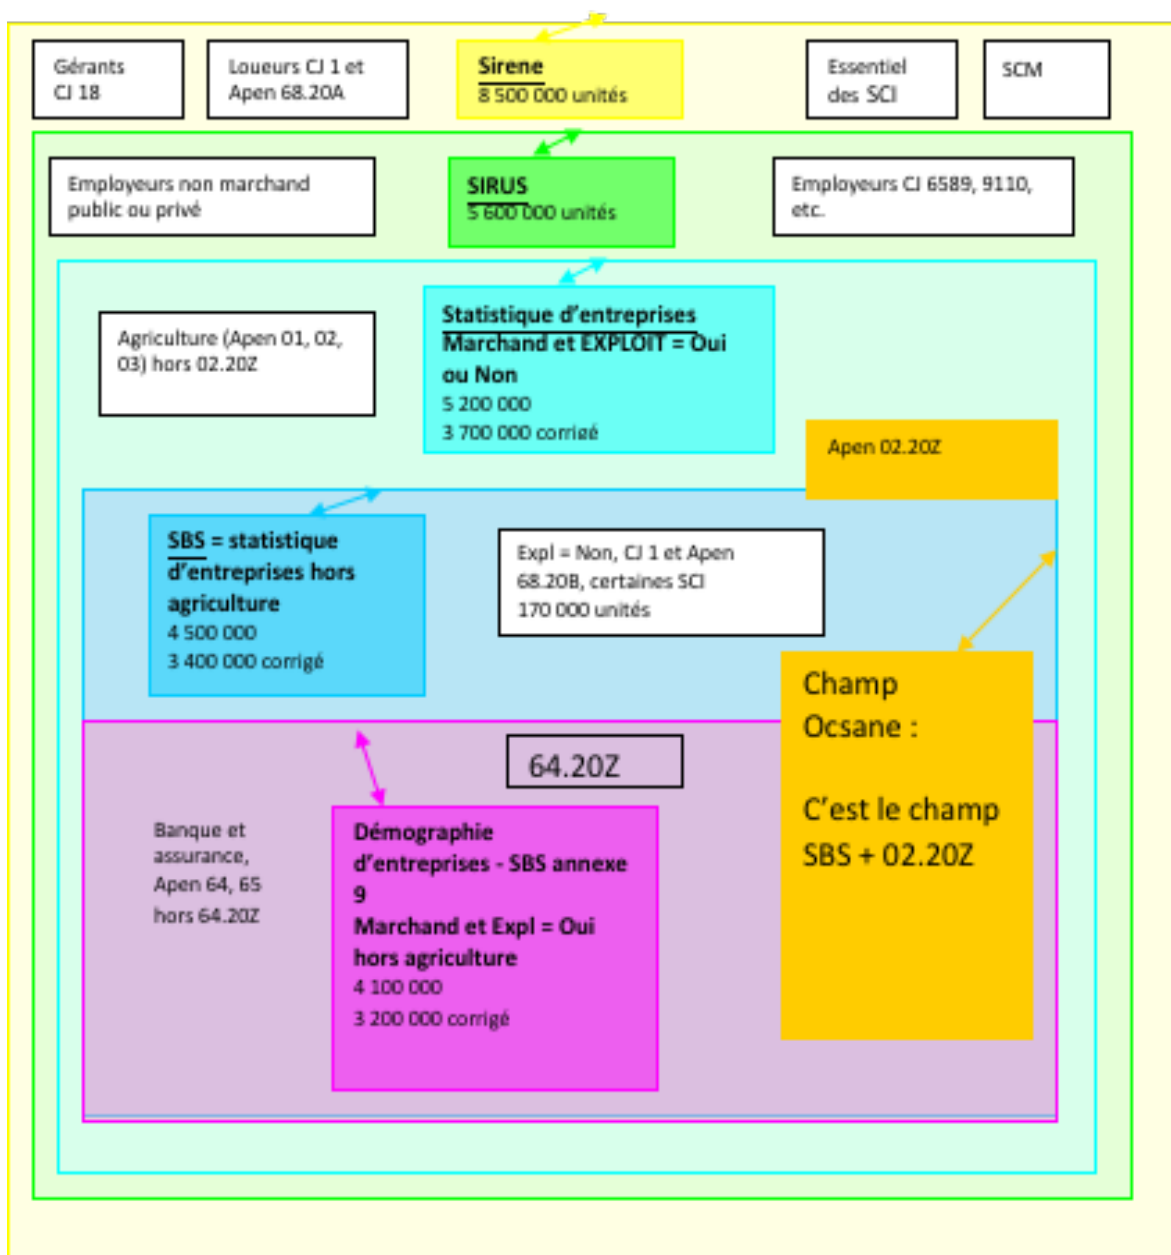 Gérants
CJ 18
Loueurs CJ 1 et
Apen 68.20A
Sirene
8 500 000 unités
Essentiel
des SCI
SCM
Employeurs non marchand
public ou privé
SIRUS
5 600 000 unités
Employeurs CJ 6589, 9110,
etc.
Agriculture (Apen 01, 02,
03) hors 02.20Z
Statistique d'entreprises
Marchand et EXPLOIT = Oui
ou Non
5 200 000
3 700 000 corrigé
Apen 02.20Z
SBS = statistique
d'entreprises hors
agriculture
4 500 000
3 400 000 corrigé
Expl = Non, CJ 1 et Apen
68.20B, certaines SCI
170 000 unités
Champ
Ocsane :
C'est le champ
SBS + 02.20Z
64.20Z
Banque et
assurance,
Apen 64, 65
hors 64.20Z
Démographie
d'entreprises - SBS annexe
9
Marchand et Expl = Oui
hors agriculture
4 100 000
3 200 000 corrigé